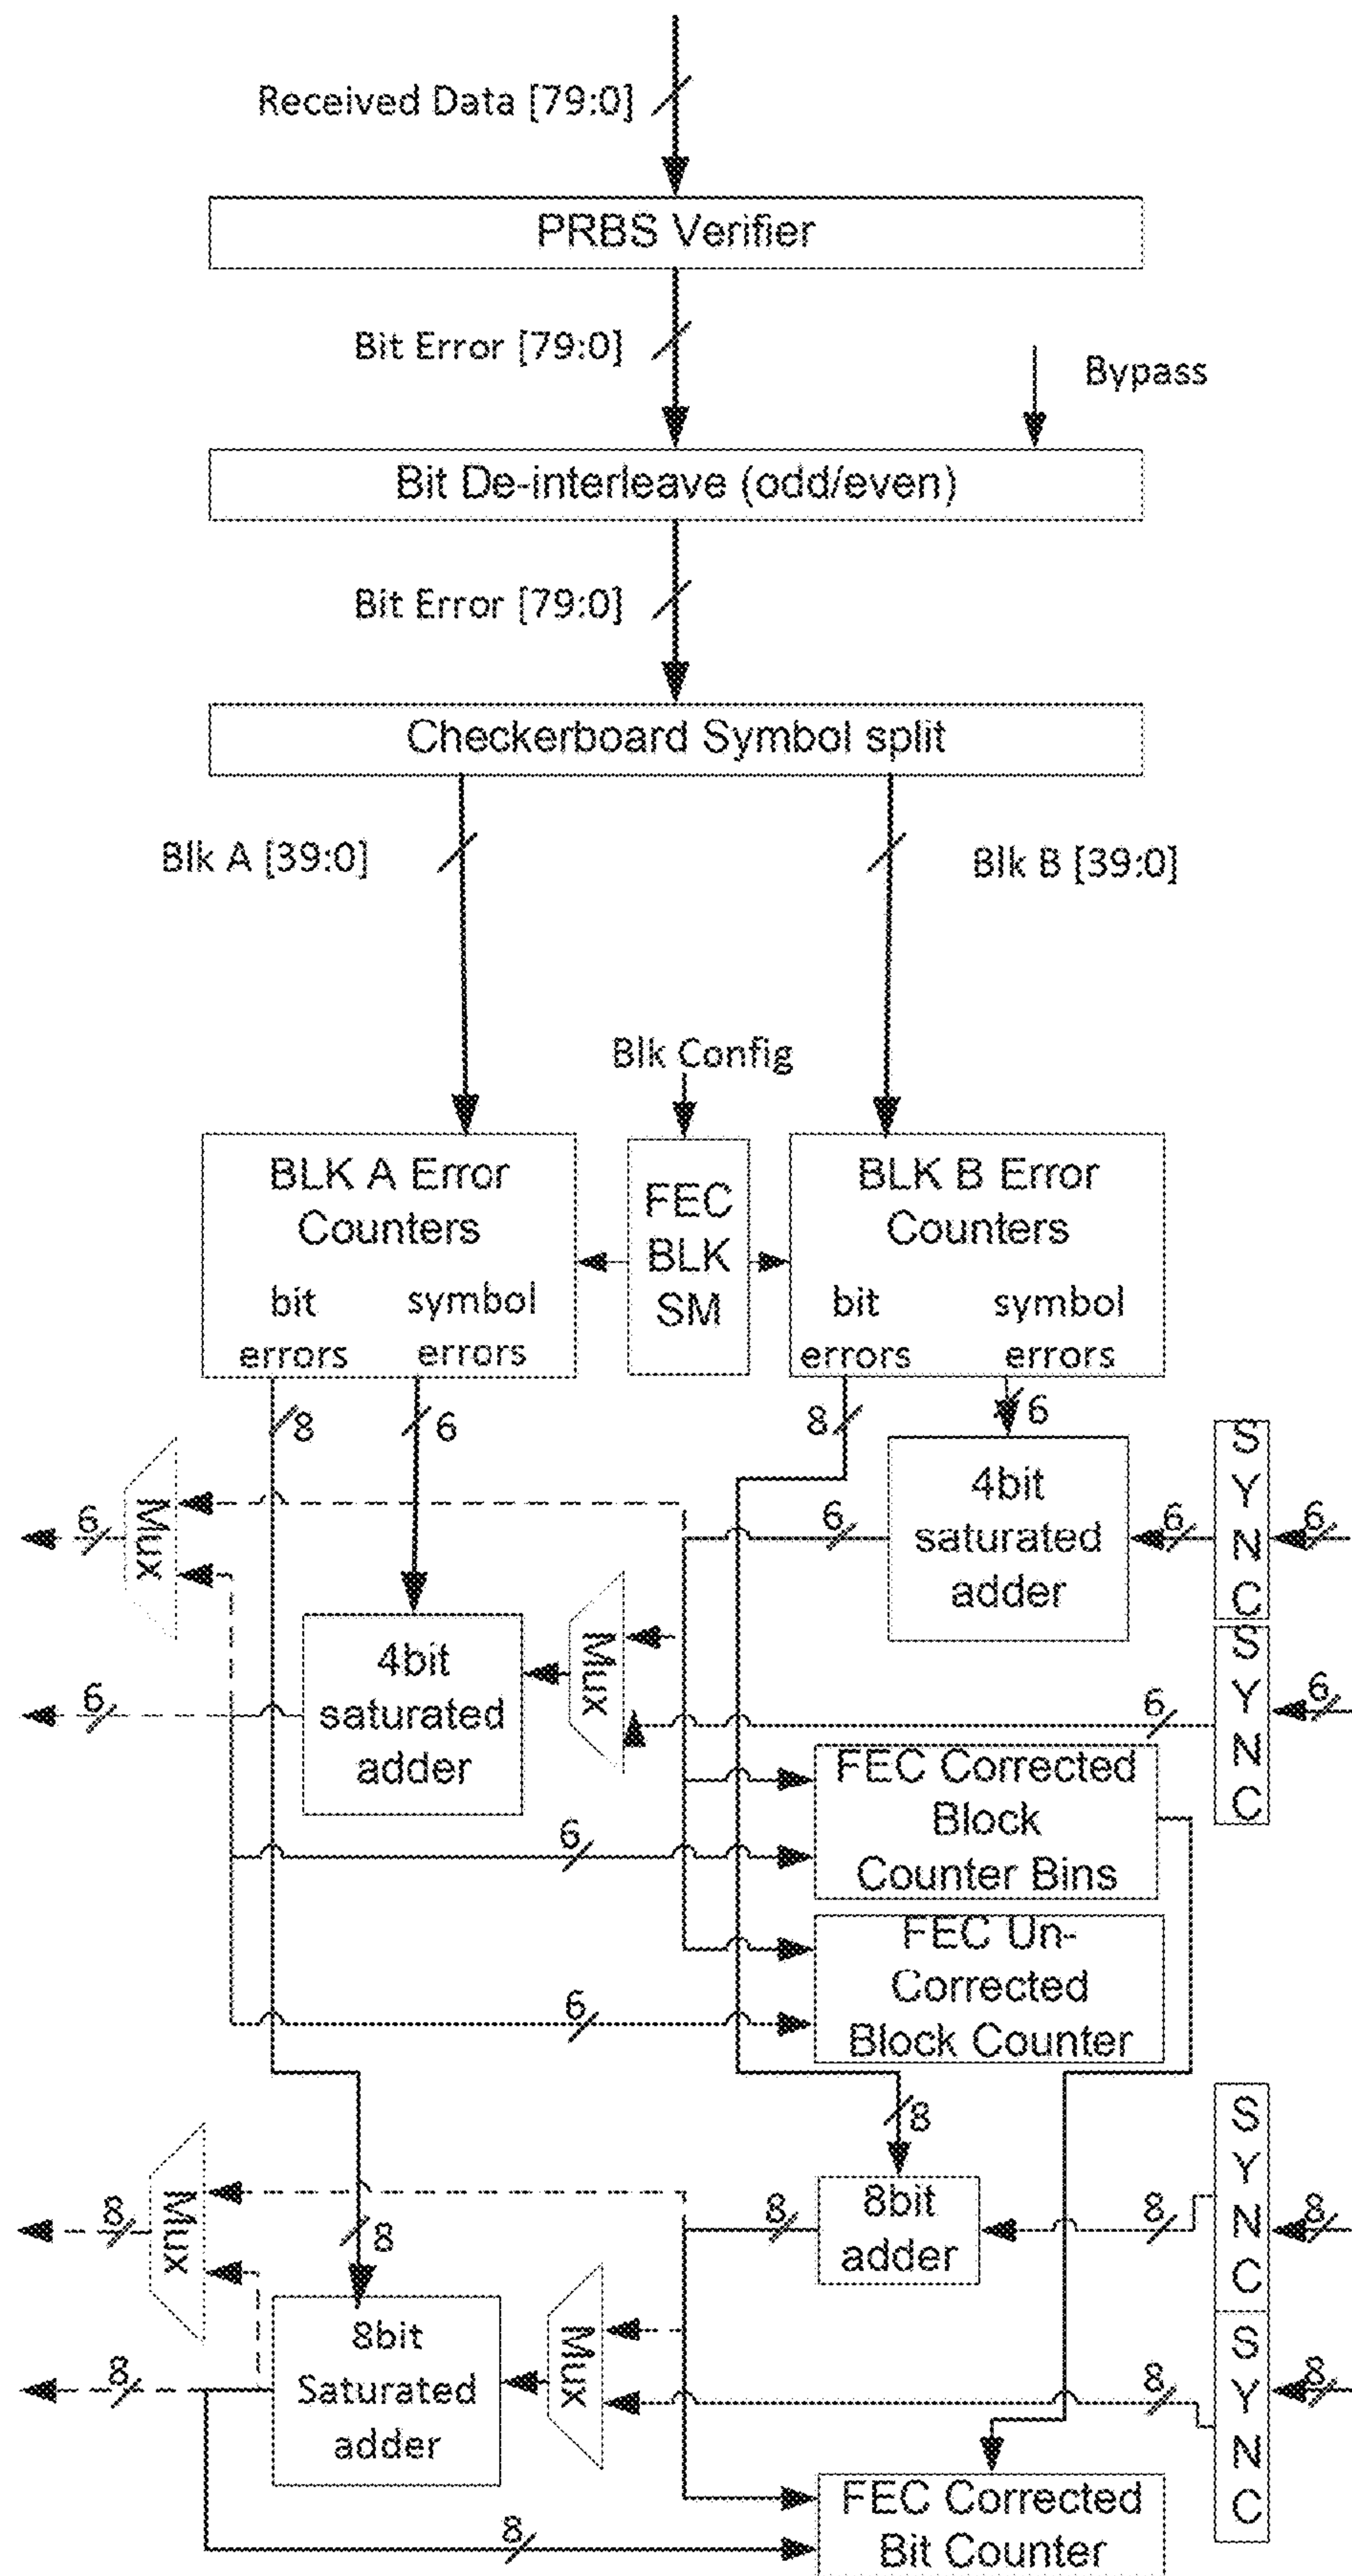 Received Data [79:0]
PRBS Verifier
Bit Error [79:0]
Bypass
Bit De-interleave (odd/even)
Bit Error [79:0]
Checkerboard Symbol split
Blk A [39:0]
Blk B [39:0]
Blk Config
BLK A Error
Counters
bit
errors
symbol
errors
FEC
BLK
SM
BLK B Error
Counters
bit
errors
symbol
errors
8
6
8
6
4bit
saturated
adder
SYNC
6
6
6
Mux
6
4bit
saturated
adder
Mux
6
SYNC
6
6
FEC Corrected
Block
Counter Bins
6
FEC Un-
Corrected
Block Counter
6
8
8bit
adder
SYNC
8
8
8
Mux
8
8
8bit
Saturated
adder
Mux
8
SYNC
8
8
FEC Corrected
Bit Counter
8